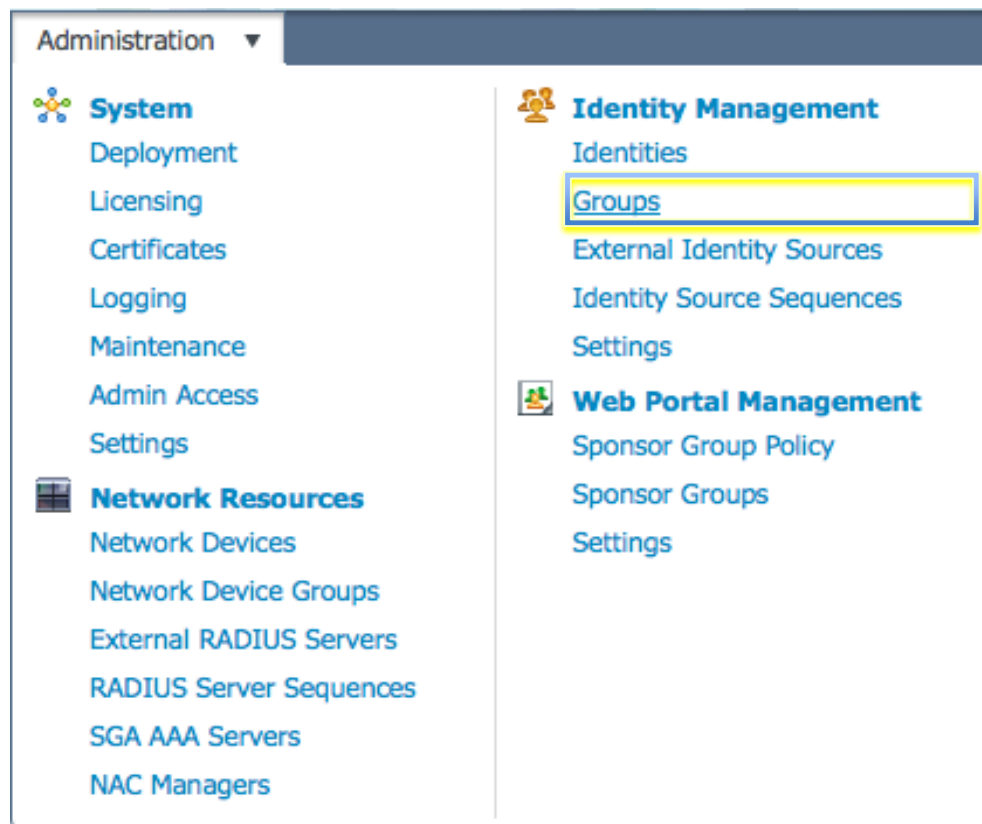 Administration ▼
System
Deployment
Licensing
Certificates
Logging
Maintenance
Admin Access
Settings
Network Resources
Network Devices
Network Device Groups
External RADIUS Servers
RADIUS Server Sequences
SGA AAA Servers
NAC Managers
Identity Management
Identities
Groups
External Identity Sources
Identity Source Sequences
Settings
Web Portal Management
Sponsor Group Policy
Sponsor Groups
Settings